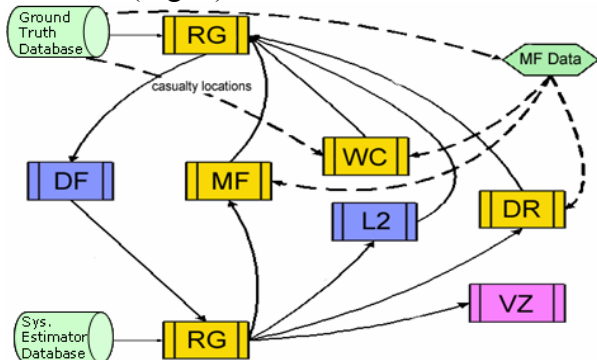 Ground
Truth
Database
RG
MF Data
casualty locations
WC
DF
MF
L2
DR
VZ
Sys.
Estimator
Database
RG